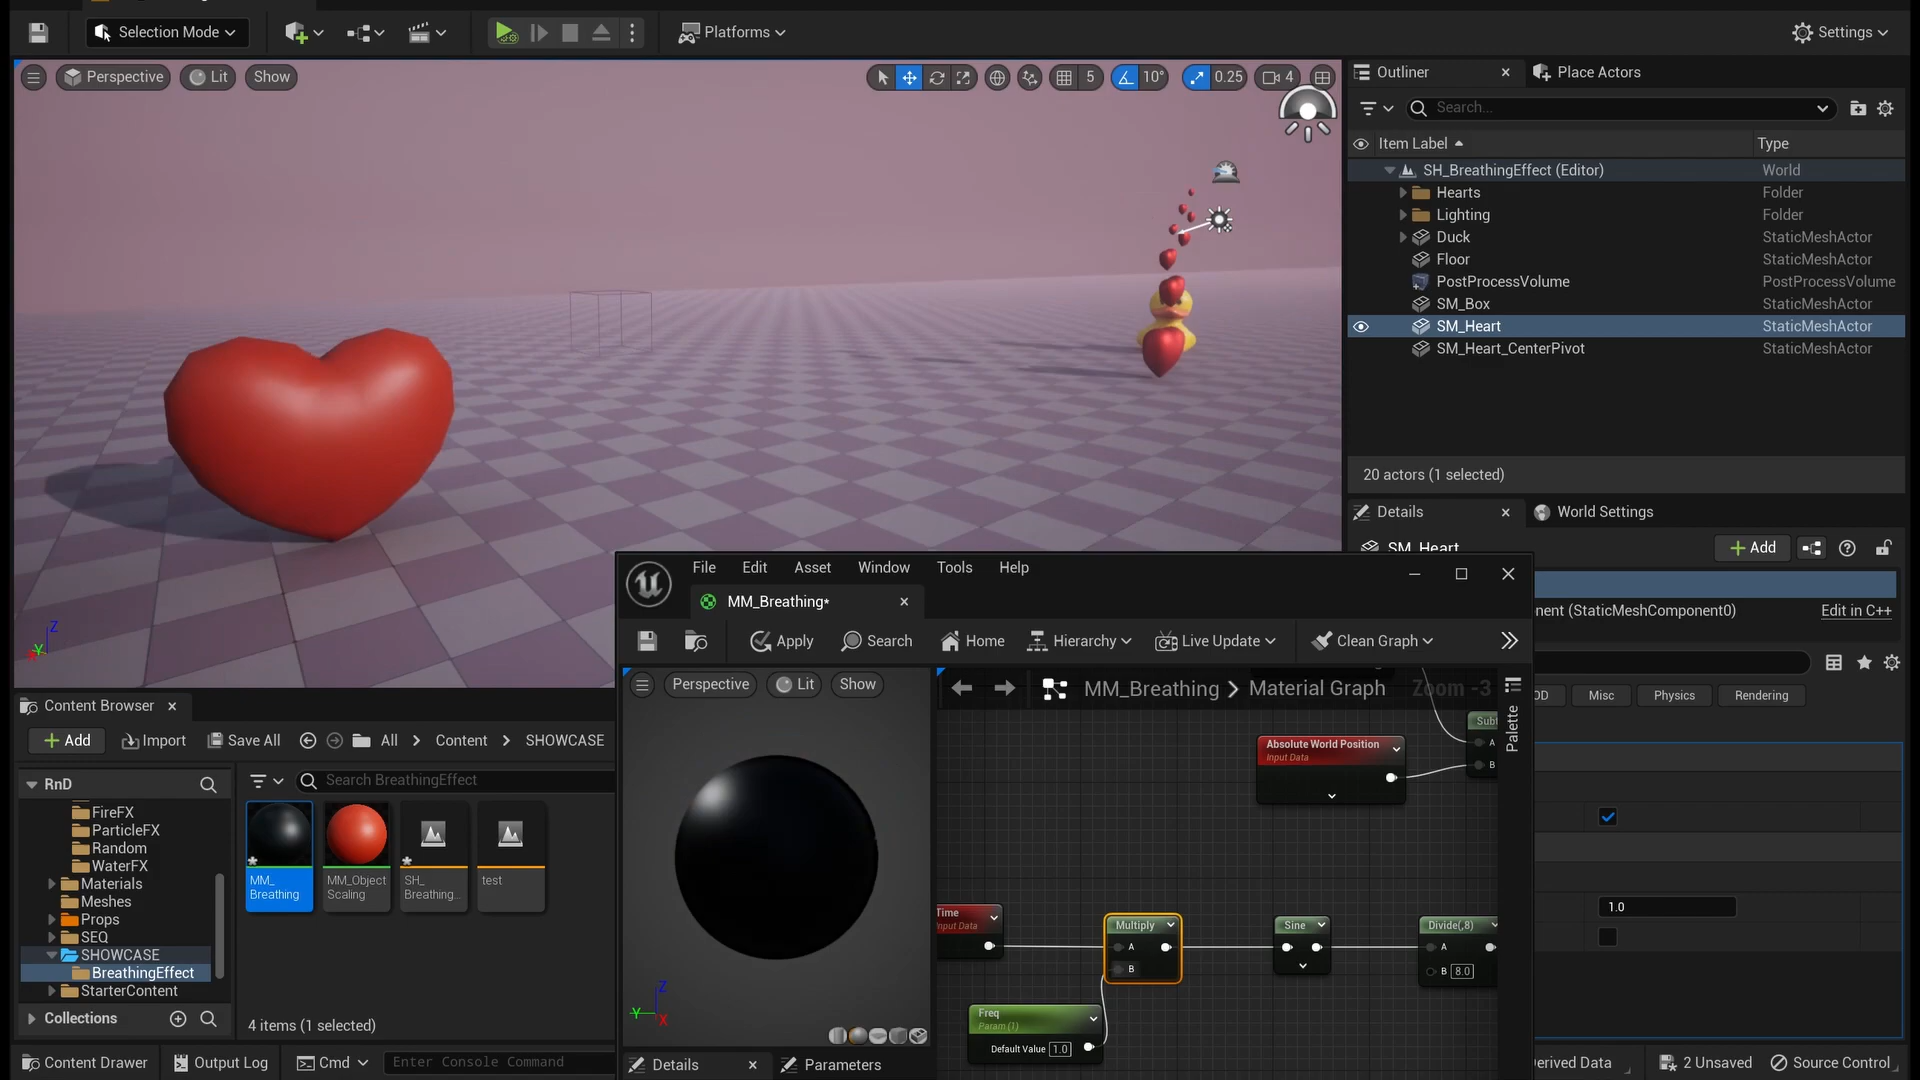 Selection Mode
Platforms
Settings
Perspective
Lit
Show
5
10°
0.25
4
Outliner
Place Actors
Search...
Item Label
Type
SH_BreathingEffect (Editor)
World
Hearts
Folder
Lighting
Folder
Duck
StaticMeshActor
Floor
StaticMeshActor
PostProcessVolume
PostProcessVolume
SM_Box
StaticMeshActor
SM_Heart
StaticMeshActor
SM_Heart_CenterPivot
StaticMeshActor
20 actors (1 selected)
Details
World Settings
SM_Heart
Add
nent (StaticMeshComponent0)
Edit in C++
OD
Misc
Physics
Rendering
1.0
File
Edit
Asset
Window
Tools
Help
MM_Breathing*
Apply
Search
Home
Hierarchy
Live Update
Clean Graph
Perspective
Lit
Show
MM_Breathing > Material Graph
Zoom -3
Palette
Absolute World Position
Input Data
Subt
A
B
Time
nput Data
Multiply
A
B
Sine
Divide(,8)
A
B 8.0
Freq
Param (1)
Default Value 1.0
Z
Y
X
Details
Parameters
Z
Y
Content Browser
Add
Import
Save All
All > Content > SHOWCASE
RnD
Search BreathingEffect
FireFX
ParticleFX
Random
WaterFX
Materials
Meshes
Props
SEQ
SHOWCASE
BreathingEffect
StarterContent
Collections
MM_
Breathing
MM_Object
Scaling
SH_
Breathing...
test
4 items (1 selected)
Content Drawer
Output Log
Cmd
Enter Console Command
Derived Data
2 Unsaved
Source Control